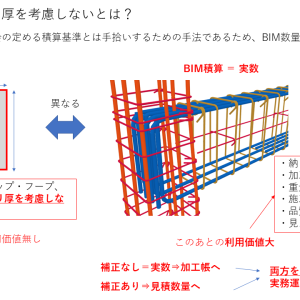 り厚を考慮しないとは？
の定める積算基準とは手拾いするための手法であるため、BIM数量
BIM積算 ＝ 実数
異なる
ップ・フープ、
り厚を考慮しな
価値無し
・納
・加
・重
・施
・品
・見
このあとの利用価値大
補正なし＝実数⇒加工帳へ
補正あり⇒見積数量へ
両方を
実務運